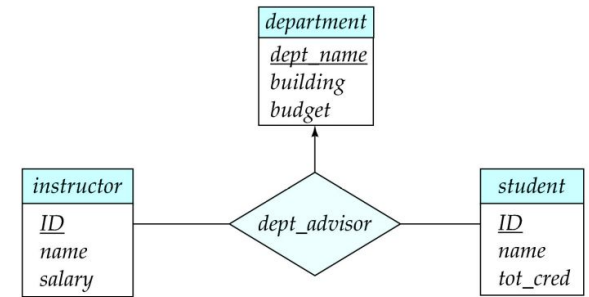 department
dept_name
building
budget
instructor
ID
name
salary
dept_advisor
student
ID
name
tot_cred